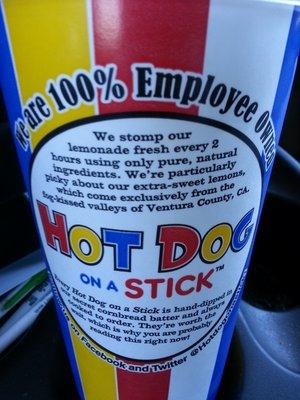 We are 100% Employee Owned
We stomp our
lemonade fresh every 2
hours using only pure, natural
ingredients. We're particularly
picky about our extra-sweet lemons,
which come exclusively from the
fog-kissed valleys of Ventura County, CA.
HOT DOG
ON A STICK™
Every Hot Dog on a Stick is hand-dipped in
secret cornbread batter and always
cooked to order. They're worth the
wait, which is why you are probably
reading this right now!
on Facebook and Twitter @Hotdog